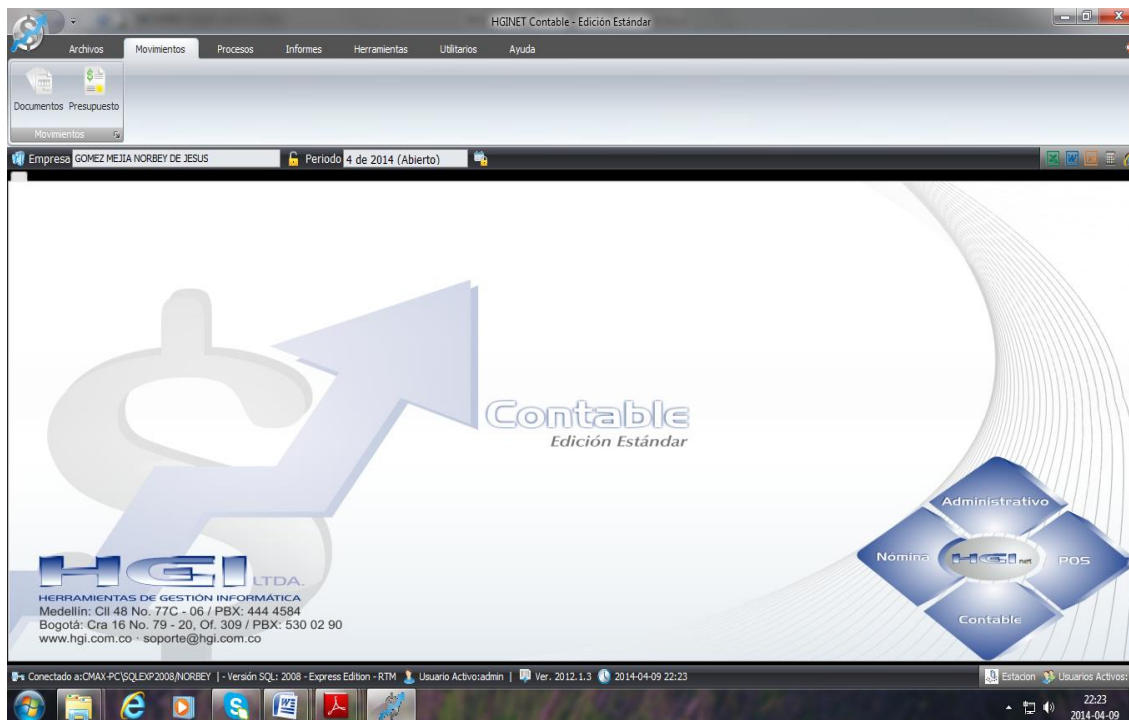 HGINET Contable - Edición Estándar
Archivos Movimientos Procesos Informes Herramientas Utilitarios Ayuda
Documentos Presupuesto
Movimientos
Empresa GOMEZ MEJIA NORBEY DE JESUS Periodo 4 de 2014 (Abierto)
Contable
Edición Estándar
Administrativo
Nómina HGInet POS
Contable
HGI LTDA.
HERRAMIENTAS DE GESTIÓN INFORMÁTICA
Medellín: Cll 48 No. 77C - 06 / PBX: 444 4584
Bogotá: Cra 16 No. 79 - 20, Of. 309 / PBX: 530 02 90
www.hgi.com.co · soporte@hgi.com.co
Conectado a:CMAX-PC\SQLEXP2008/NORBEY | - Versión SQL: 2008 - Express Edition - RTM Usuario Activo:admin | Ver. 2012.1.3 2014-04-09 22:23 Estacion Usuarios Activos:
22:23
2014-04-09